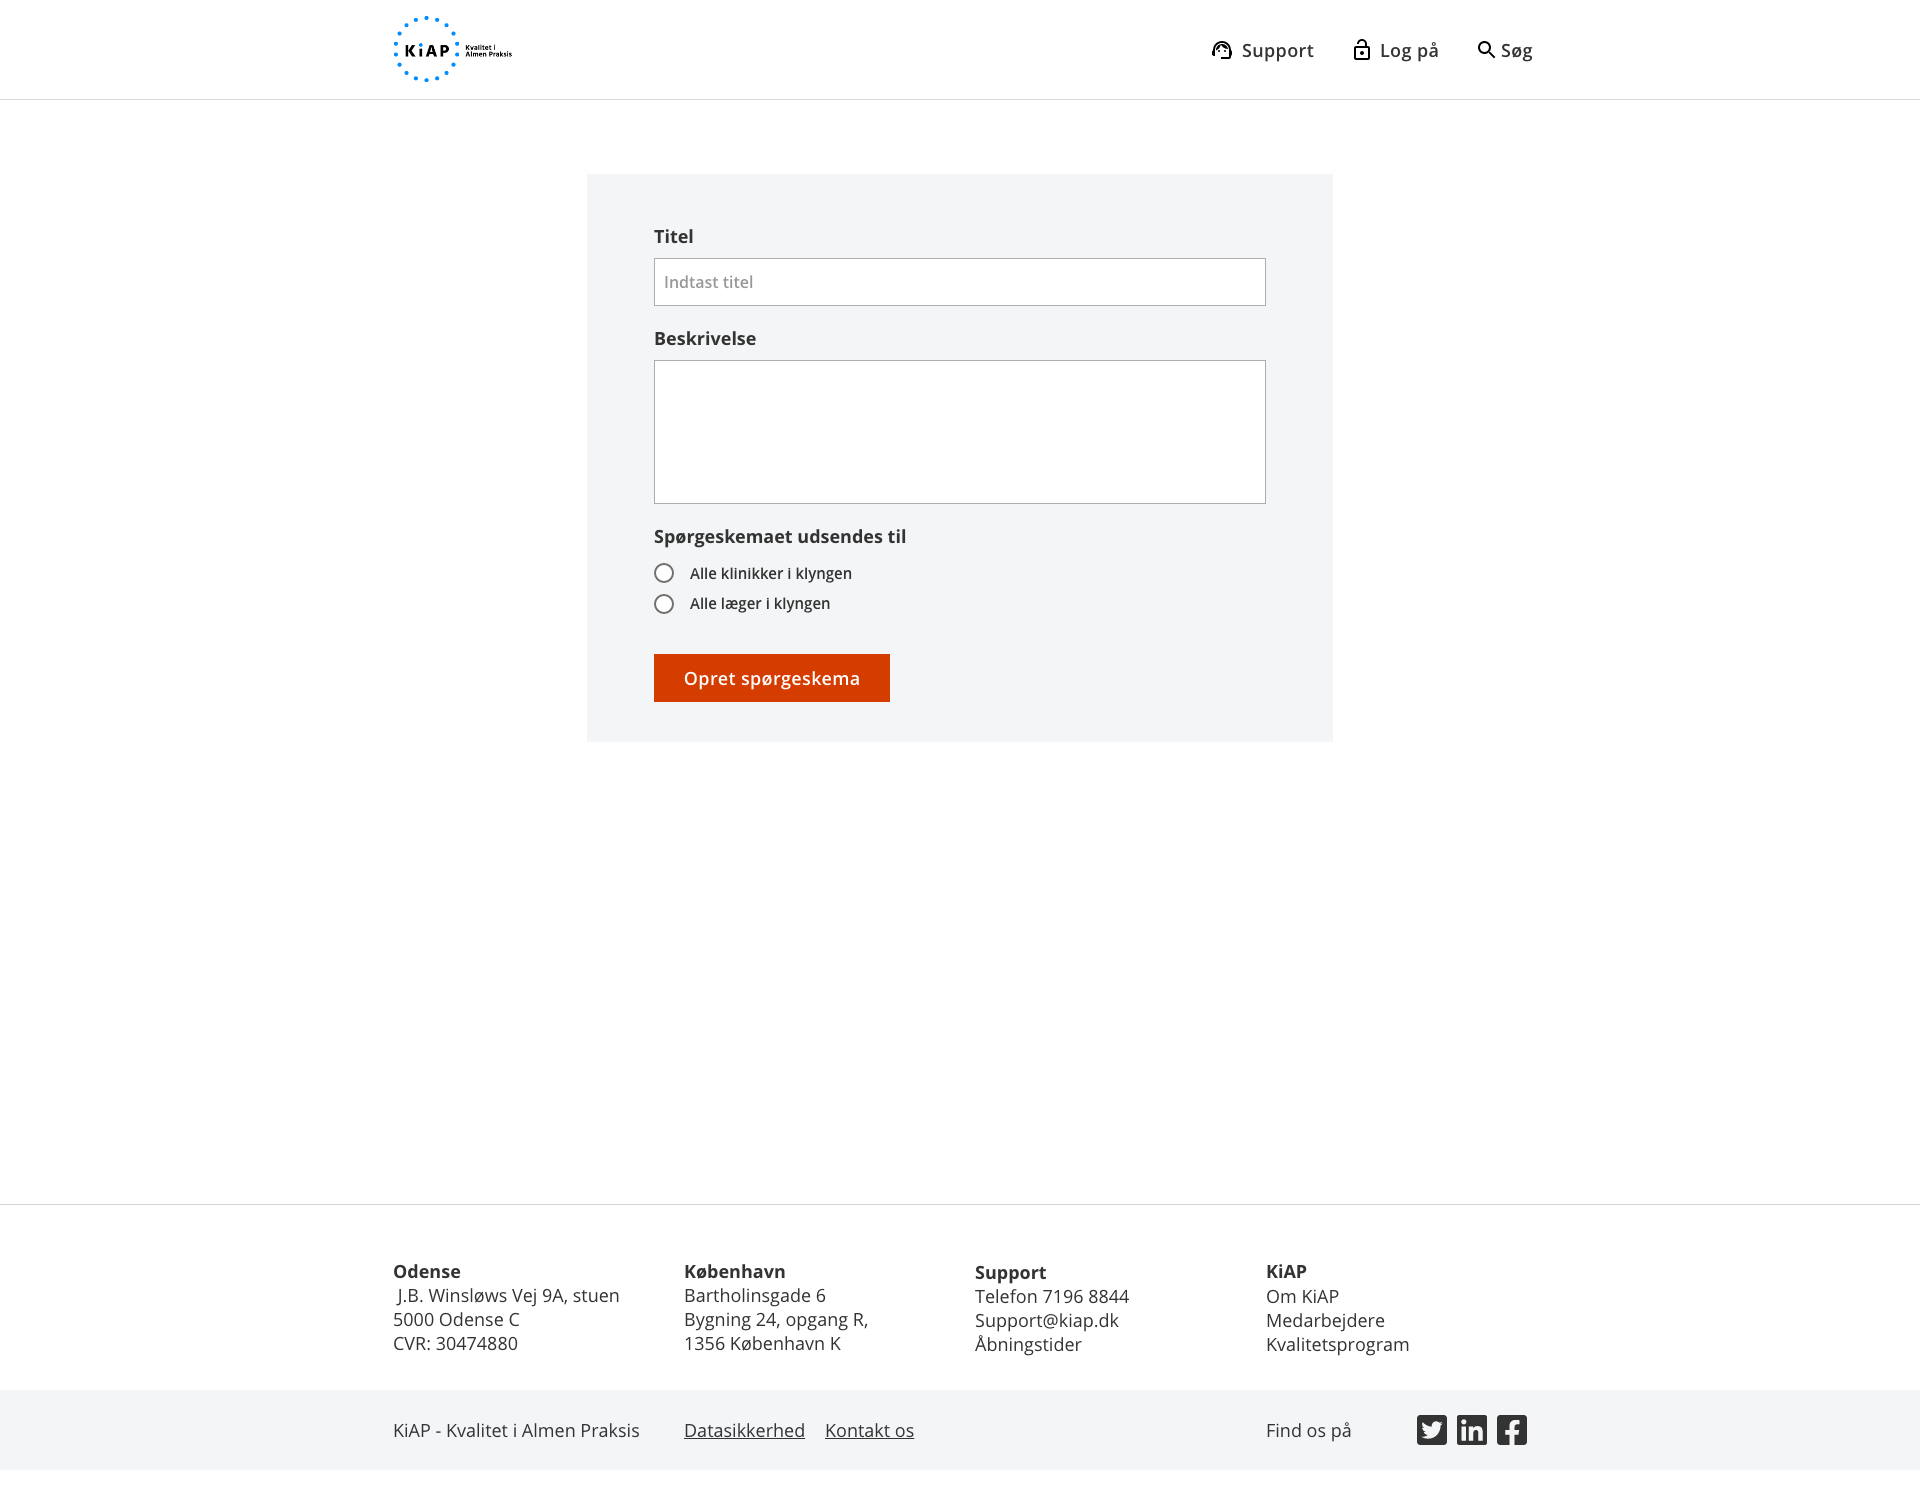 KiAP
Kvalitet i
Almen Praksis
Support
Log på
Søg
Titel
Indtast titel
Beskrivelse
Spørgeskemaet udsendes til
Alle klinikker i klyngen
Alle læger i klyngen
Opret spørgeskema
Odense
J.B. Winsløws Vej 9A, stuen
5000 Odense C
CVR: 30474880
København
Bartholinsgade 6
Bygning 24, opgang R,
1356 København K
Support
Telefon 7196 8844
Support@kiap.dk
Åbningstider
KiAP
Om KiAP
Medarbejdere
Kvalitetsprogram
KiAP - Kvalitet i Almen Praksis
Datasikkerhed
Kontakt os
Find os på